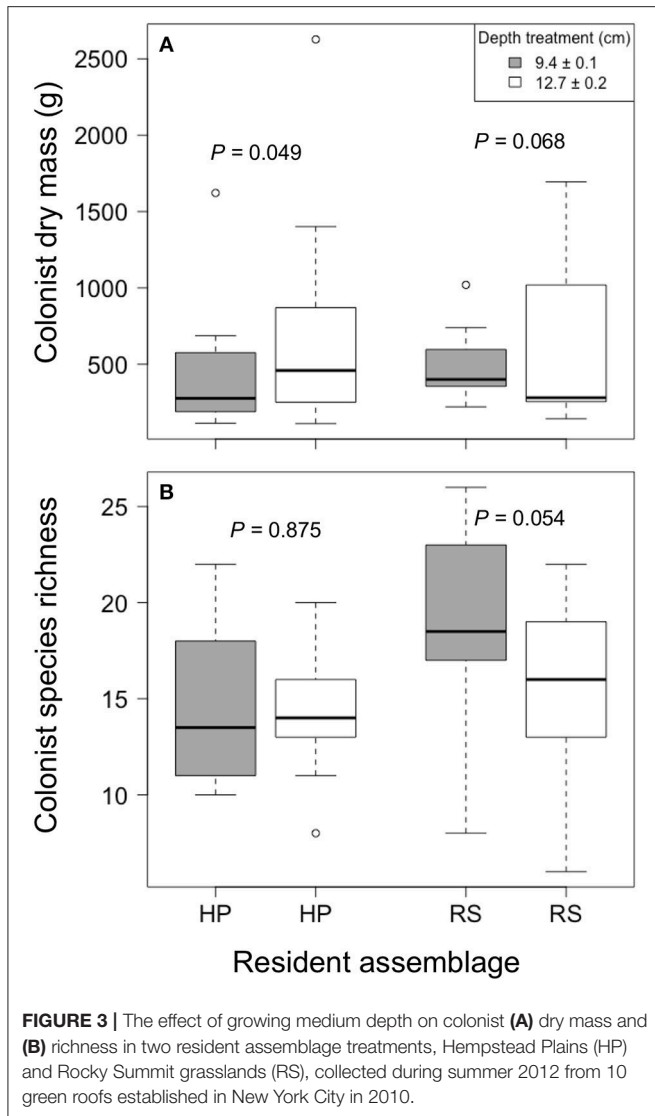 A
Depth treatment (cm)
9.4 ± 0.1
12.7 ± 0.2
Colonist dry mass (g)
2500
2000
1500
1000
500
P = 0.049
P = 0.068
B
Colonist species richness
25
20
15
10
P = 0.875
P = 0.054
HP HP RS RS
Resident assemblage
FIGURE 3 | The effect of growing medium depth on colonist (A) dry mass and
(B) richness in two resident assemblage treatments, Hempstead Plains (HP)
and Rocky Summit grasslands (RS), collected during summer 2012 from 10
green roofs established in New York City in 2010.